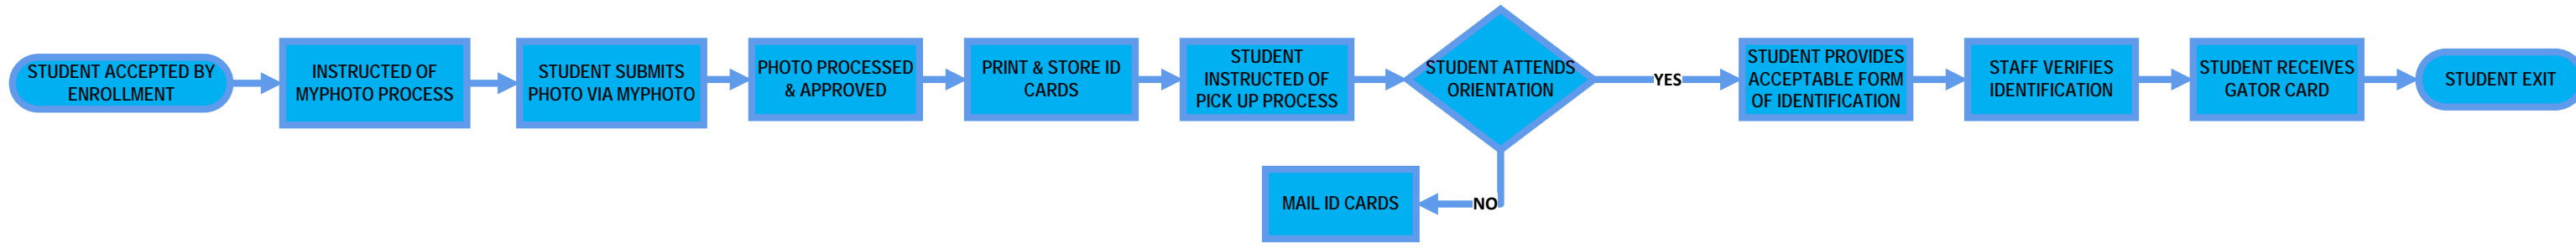 STUDENT ACCEPTED BY
ENROLLMENT
INSTRUCTED OF
MYPHOTO PROCESS
STUDENT SUBMITS
PHOTO VIA MYPHOTO
PHOTO PROCESSED
& APPROVED
PRINT & STORE ID
CARDS
STUDENT
INSTRUCTED OF
PICK UP PROCESS
STUDENT ATTENDS
ORIENTATION
YES
STUDENT PROVIDES
ACCEPTABLE FORM
OF IDENTIFICATION
STAFF VERIFIES
IDENTIFICATION
STUDENT RECEIVES
GATOR CARD
STUDENT EXIT
NO
MAIL ID CARDS